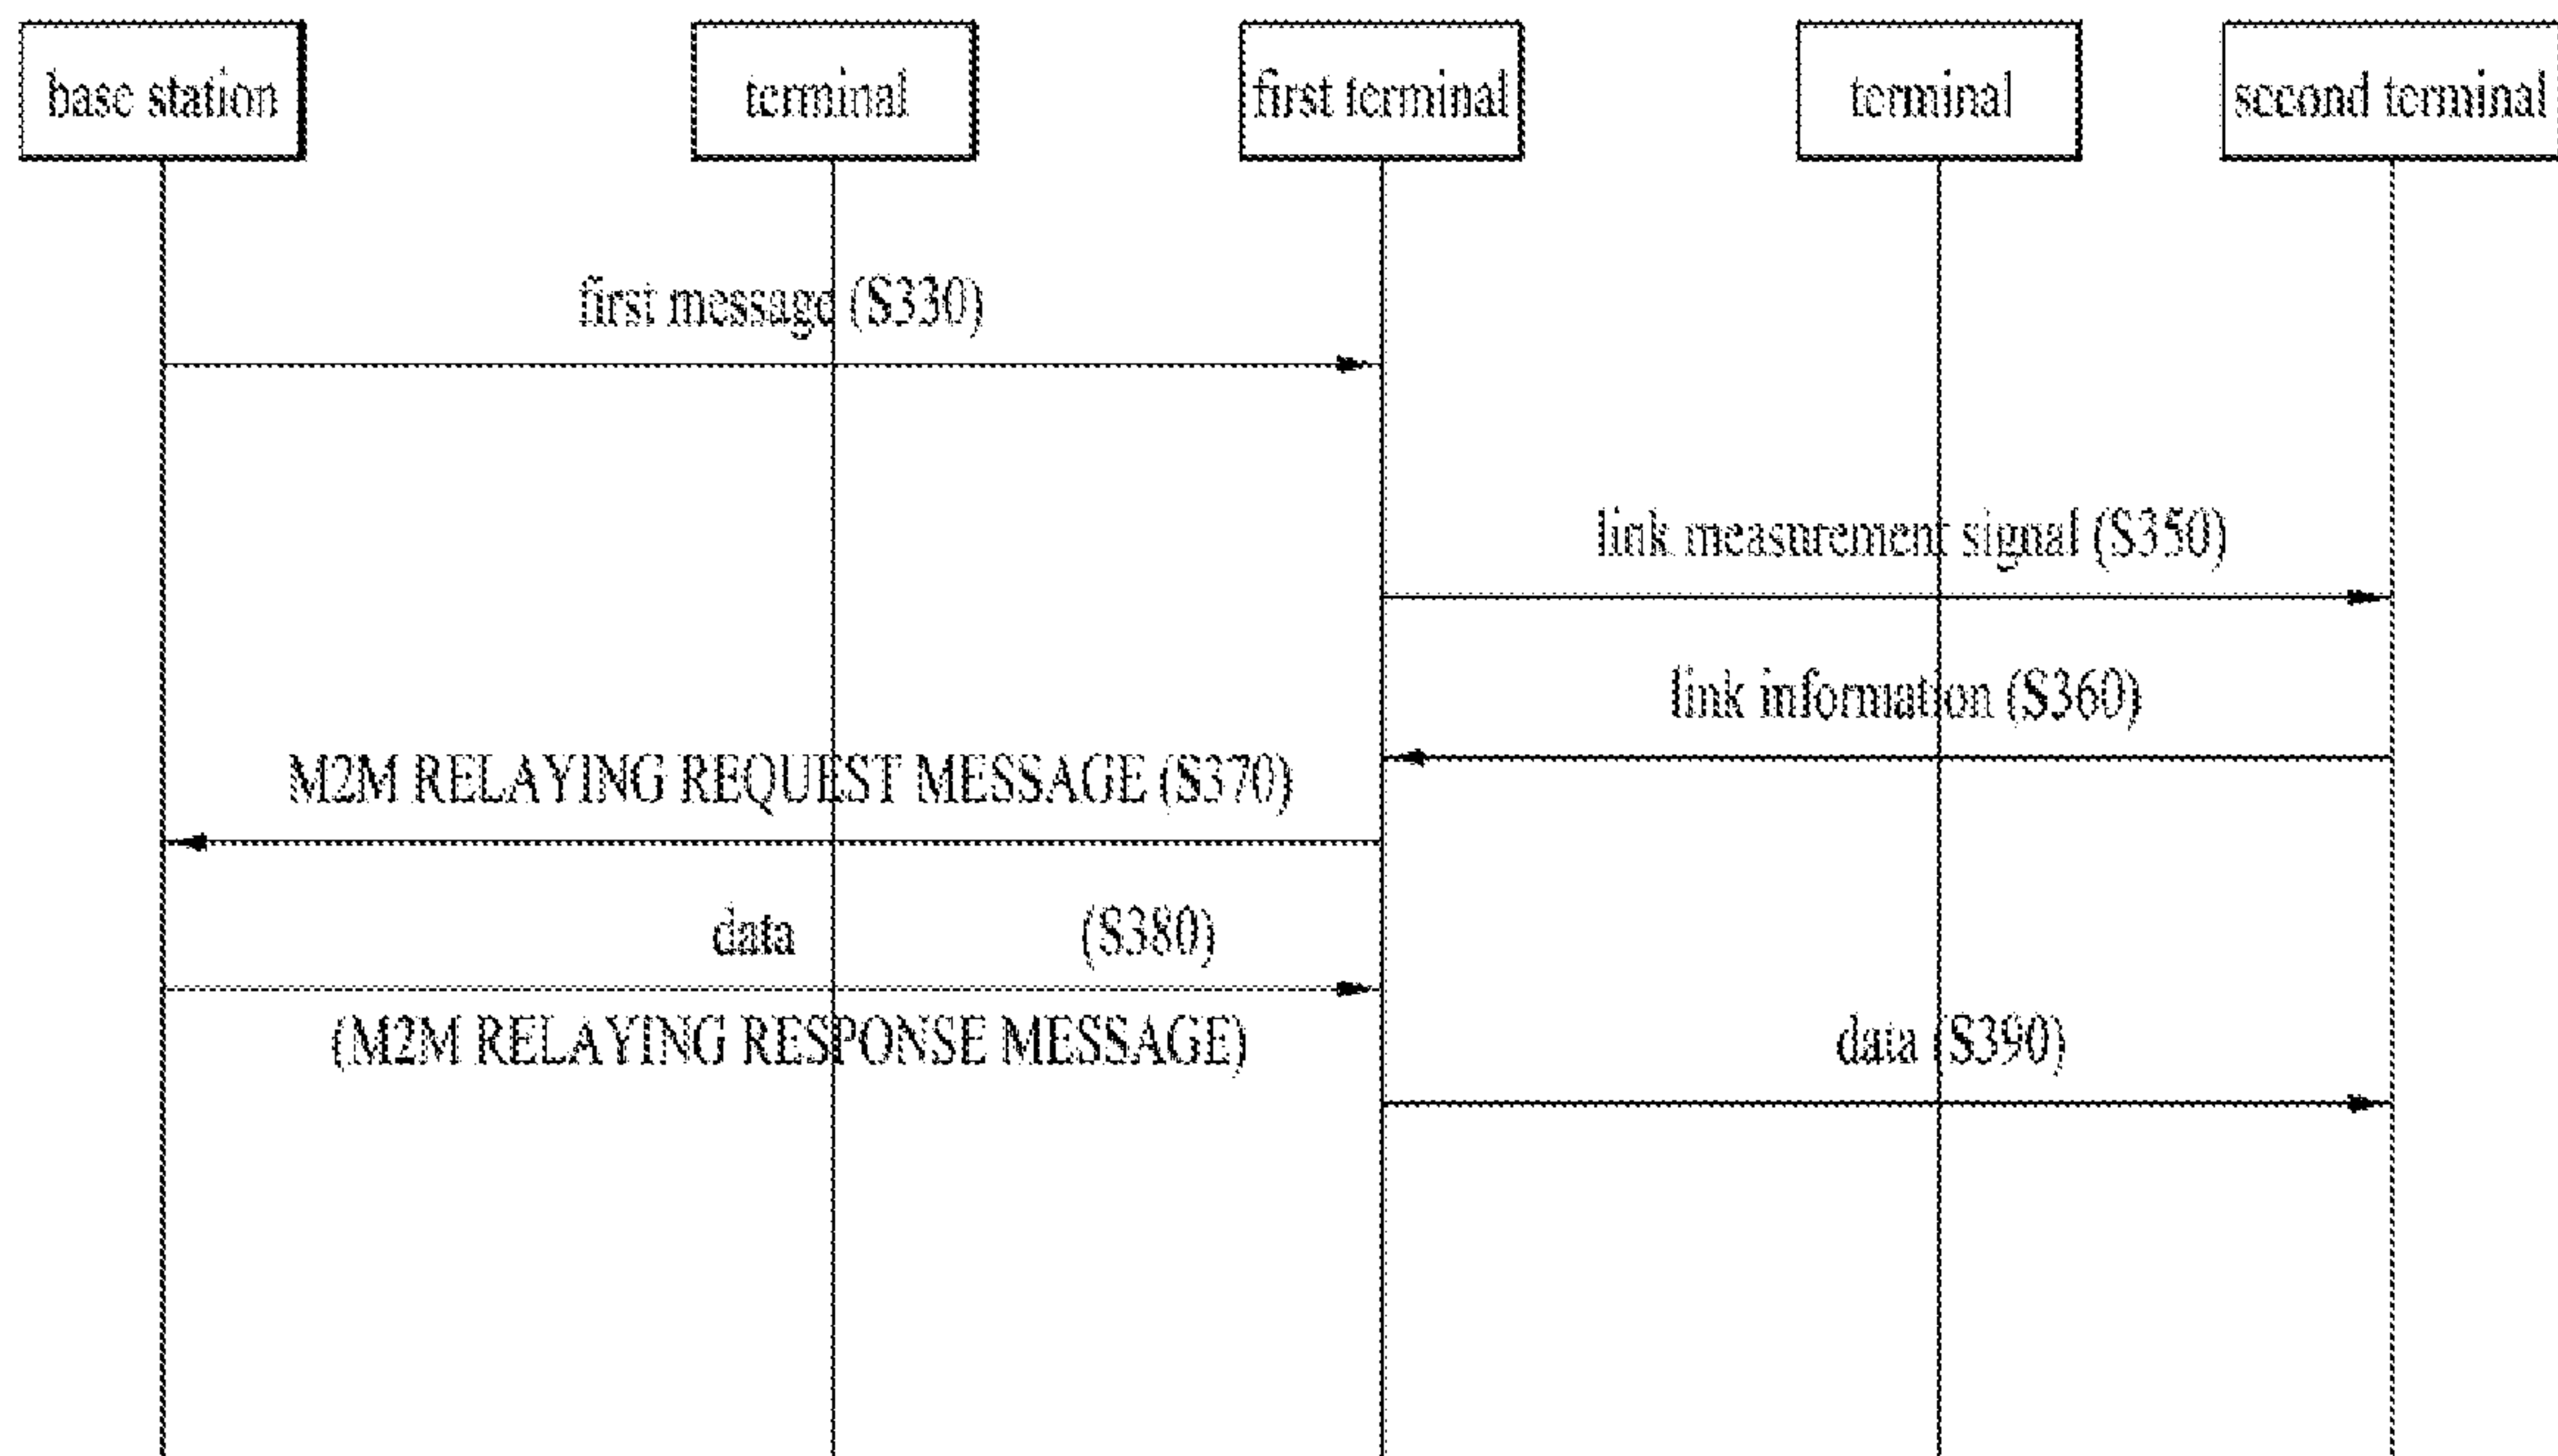 base station
terminal
first terminal
terminal
second terminal
first message (S330)
link measurement signal (S350)
link information (S360)
M2M RELAYING REQUEST MESSAGE (S370)
data (S380)
(M2M RELAYING RESPONSE MESSAGE)
data (S390)